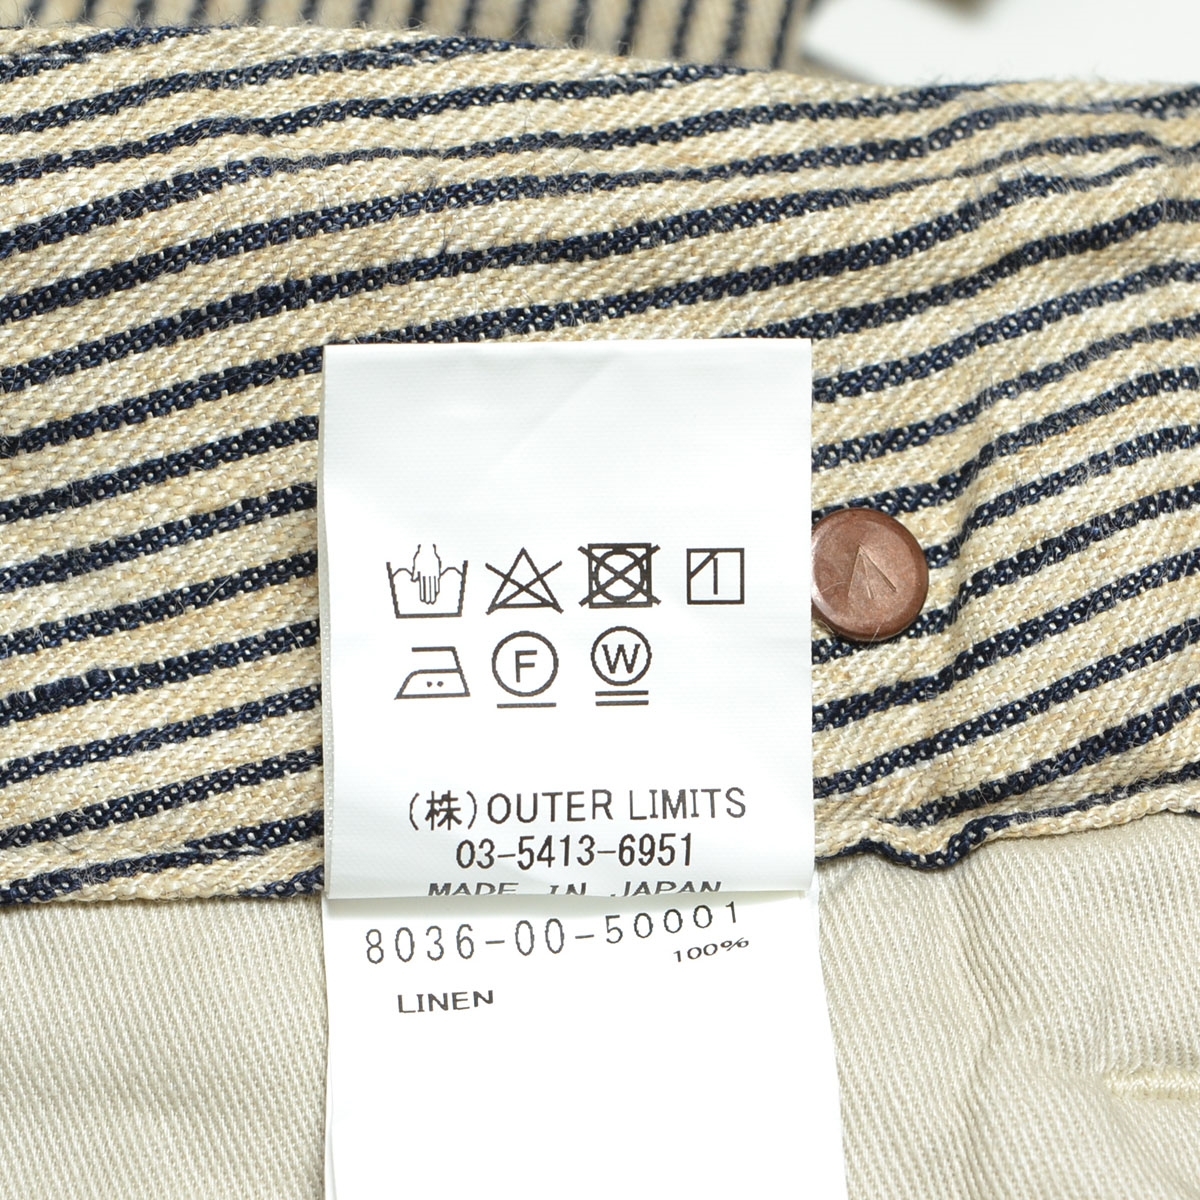 F W
(株)OUTER LIMITS
03-5413-6951
MADE IN JAPAN
8036-00-50001
100%
LINEN